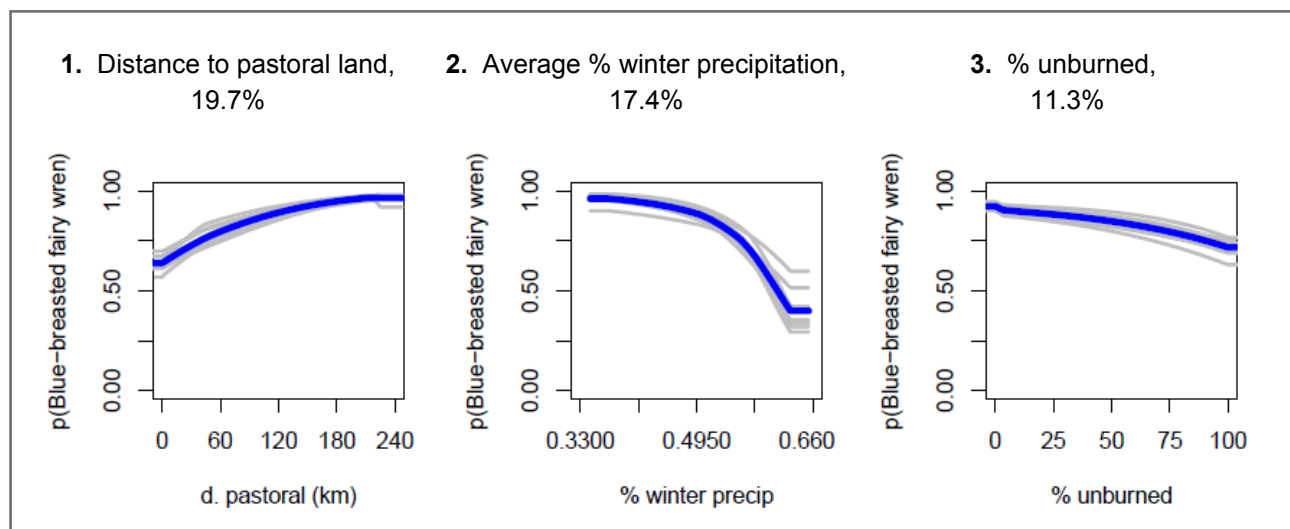 1. Distance to pastoral land,
19.7%
2. Average % winter precipitation,
17.4%
3. % unburned,
11.3%
p(Blue−breasted fairy wren)
1.00
0.50
0.00
0 60 120 180 240
d. pastoral (km)
p(Blue−breasted fairy wren)
1.00
0.50
0.00
0.3300 0.4950 0.660
% winter precip
p(Blue−breasted fairy wren)
1.00
0.50
0.00
0 25 50 75 100
% unburned